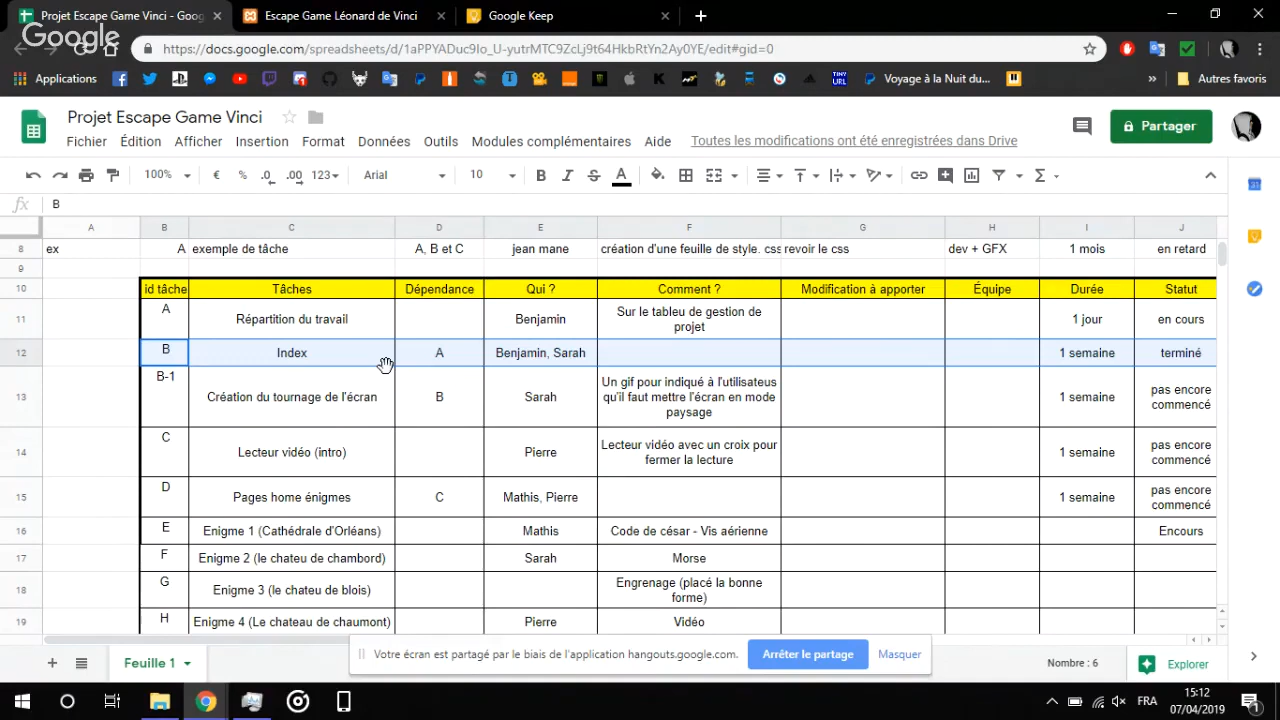 Projet Escape Game Vinci - Goo
Escape Game Léonard de Vinci
Google Keep
Google
https://docs.google.com/spreadsheets/d/1aPPYADuc9Io_U-yutrMTC9ZcLj9t64HkbRtYn2Ay0YE/edit#gid=0
Applications
TINY
URL
Voyage à la Nuit du...
»
Autres favoris
Projet Escape Game Vinci
Fichier Édition Afficher Insertion Format Données Outils Modules complémentaires Aide
Toutes les modifications ont été enregistrées dans Drive
Partager
100% € % .0 .00 123 Arial 10 B I S A Σ
fx B
A B C D E F G H I J
8 ex A exemple de tâche A, B et C jean mane création d'une feuille de style. css revoir le css dev + GFX 1 mois en retard
9
10 id tâche Tâches Dépendance Qui ? Comment ? Modification à apporter Équipe Durée Statut
11 A Répartition du travail Benjamin Sur le tableu de gestion de
projet 1 jour en cours
12 B Index A Benjamin, Sarah 1 semaine terminé
13 B-1 Création du tournage de l'écran B Sarah Un gif pour indiqué à l'utilisateus
qu'il faut mettre l'écran en mode
paysage 1 semaine pas encore
commencé
14 C Lecteur vidéo (intro) Pierre Lecteur vidéo avec un croix pour
fermer la lecture 1 semaine pas encore
commencé
15 D Pages home énigmes C Mathis, Pierre 1 semaine pas encore
commencé
16 E Enigme 1 (Cathédrale d'Orléans) Mathis Code de césar - Vis aérienne Encours
17 F Enigme 2 (le chateu de chambord) Sarah Morse
18 G Enigme 3 (le chateu de blois) Engrenage (placé la bonne
forme)
19 H Enigme 4 (Le chateau de chaumont) Pierre Vidéo
Votre écran est partagé par le biais de l'application hangouts.google.com. Arrêter le partage Masquer
Feuille 1
Nombre : 6
Explorer
FRA
15:12
07/04/2019
1